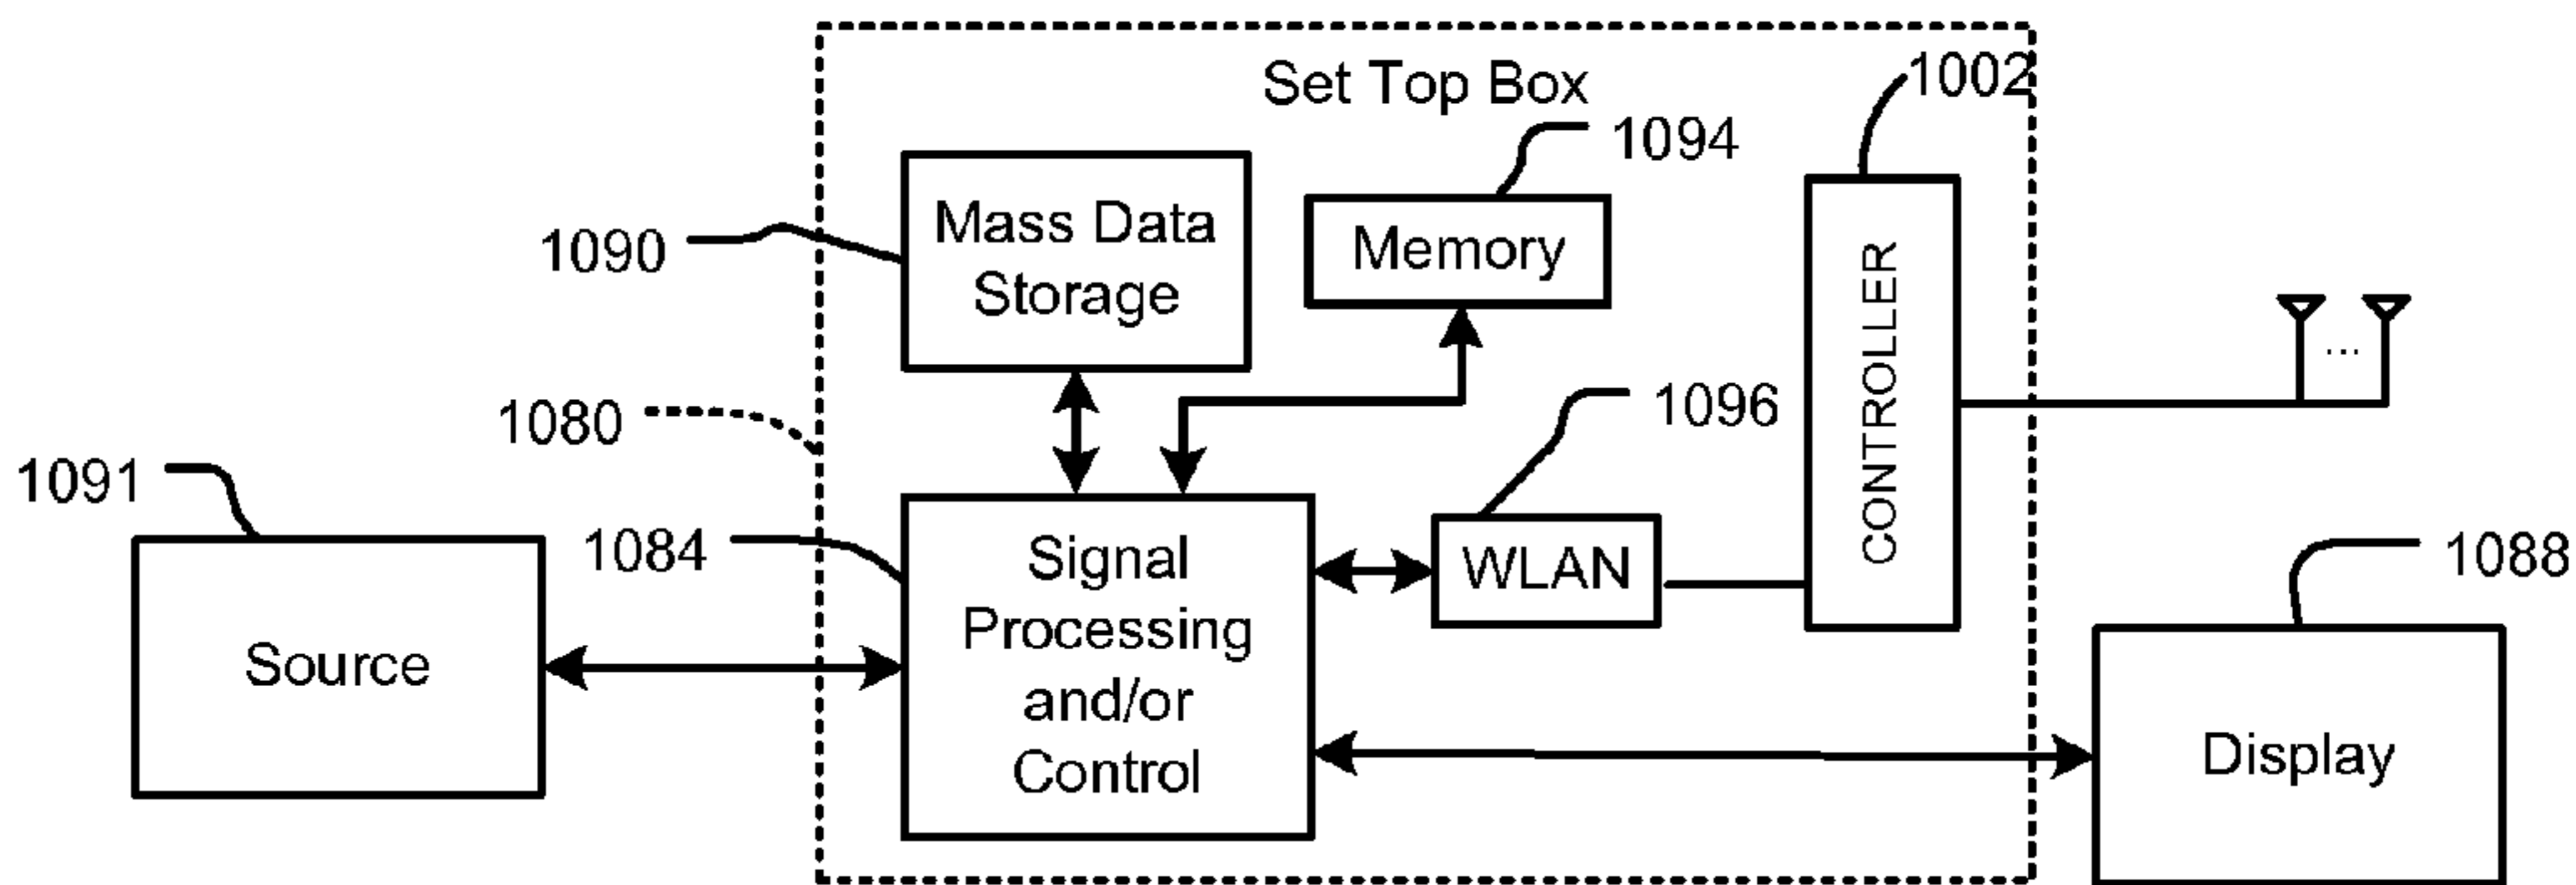 Set Top Box
1002
1094
Mass Data
Storage
Memory
1090
1080
1096
CONTROLLER
...
1091
1084
Signal
Processing
and/or
Control
WLAN
1088
Source
Display